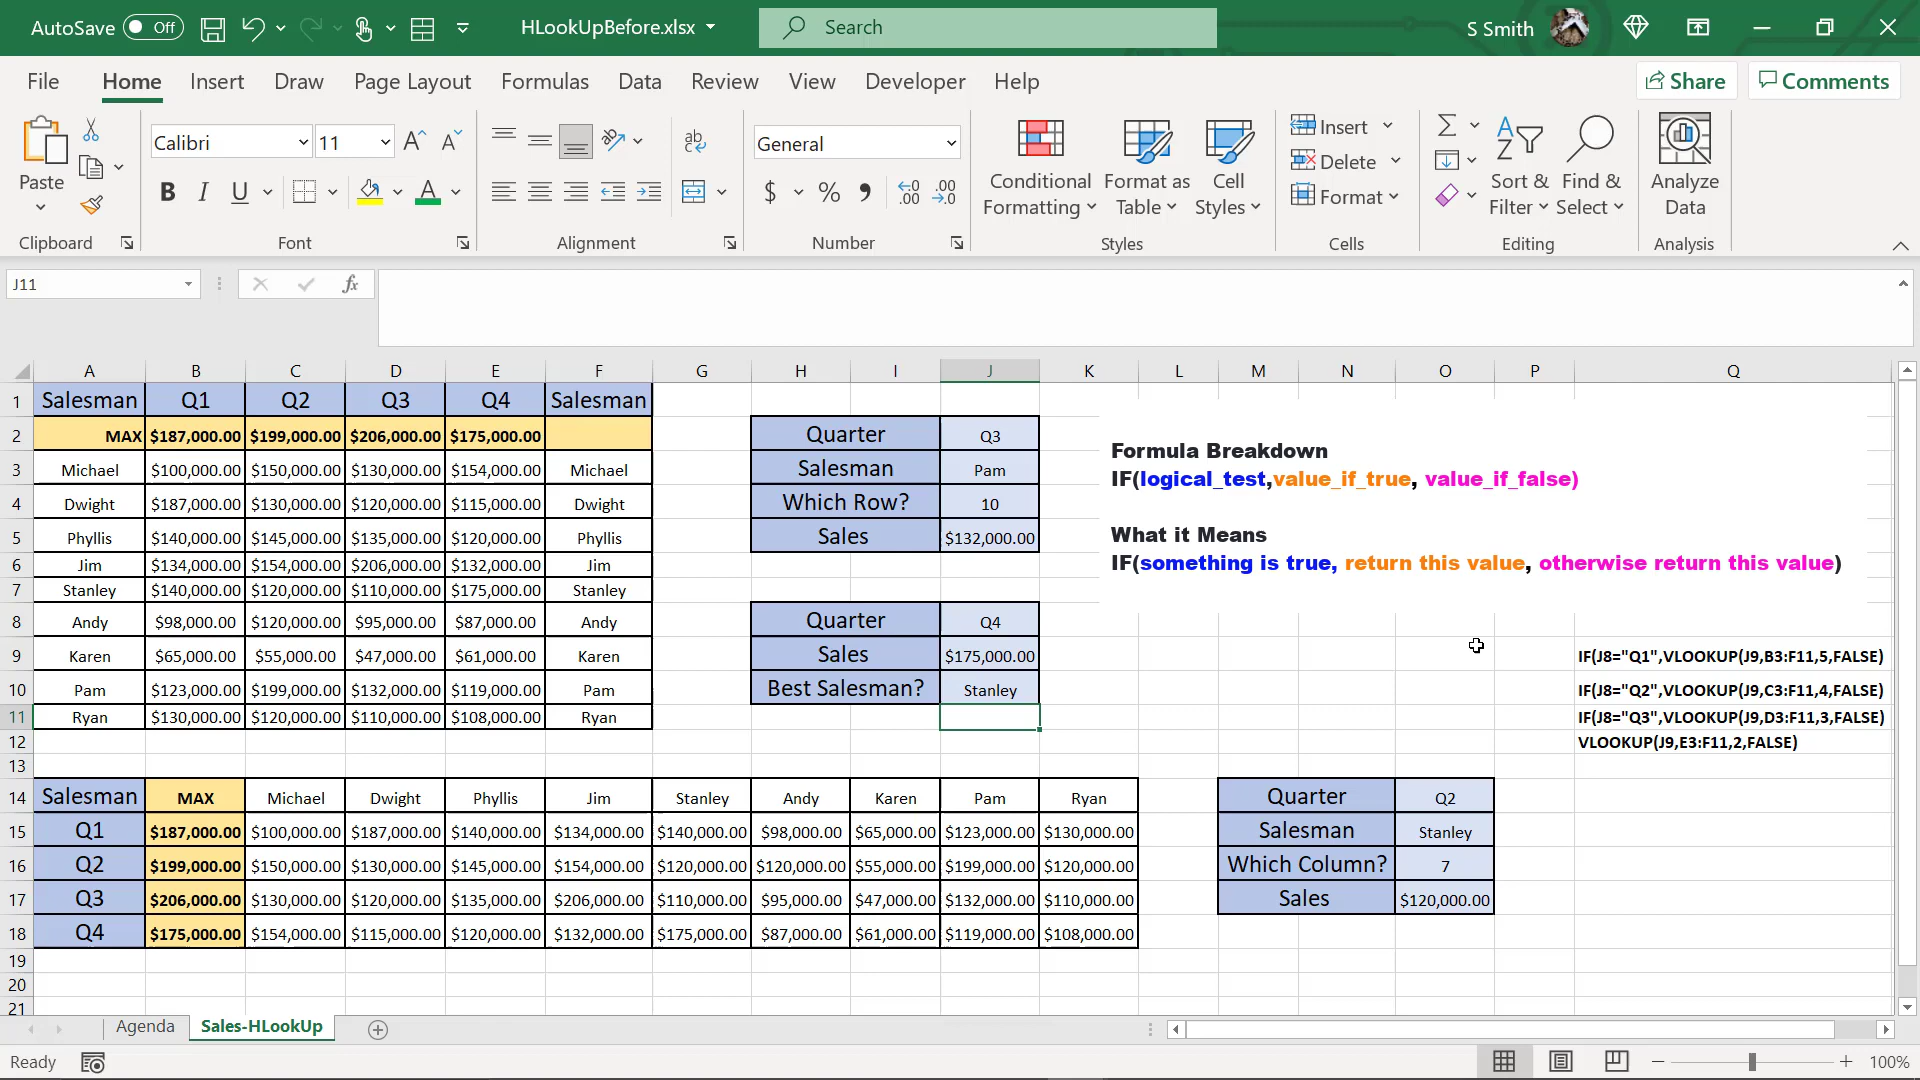 AutoSave Off HLookUpBefore.xlsx Search S Smith
File Home Insert Draw Page Layout Formulas Data Review View Developer Help Share Comments
Paste Calibri 11 General Conditional Formatting Format as Table Cell Styles Insert Delete Format Sort & Filter Find & Select Analyze Data
Clipboard Font Alignment Number Styles Cells Editing Analysis
J11 fx
A B C D E F G H I J K L M N O P Q
1 Salesman Q1 Q2 Q3 Q4 Salesman
2 MAX $187,000.00 $199,000.00 $206,000.00 $175,000.00 Quarter Q3
Formula Breakdown
3 Michael $100,000.00 $150,000.00 $130,000.00 $154,000.00 Michael Salesman Pam
IF(logical_test,value_if_true, value_if_false)
4 Dwight $187,000.00 $130,000.00 $120,000.00 $115,000.00 Dwight Which Row? 10
5 Phyllis $140,000.00 $145,000.00 $135,000.00 $120,000.00 Phyllis Sales $132,000.00
What it Means
6 Jim $134,000.00 $154,000.00 $206,000.00 $132,000.00 Jim
IF(something is true, return this value, otherwise return this value)
7 Stanley $140,000.00 $120,000.00 $110,000.00 $175,000.00 Stanley
8 Andy $98,000.00 $120,000.00 $95,000.00 $87,000.00 Andy Quarter Q4
9 Karen $65,000.00 $55,000.00 $47,000.00 $61,000.00 Karen Sales $175,000.00 IF(J8="Q1",VLOOKUP(J9,B3:F11,5,FALSE)
10 Pam $123,000.00 $199,000.00 $132,000.00 $119,000.00 Pam Best Salesman? Stanley IF(J8="Q2",VLOOKUP(J9,C3:F11,4,FALSE)
11 Ryan $130,000.00 $120,000.00 $110,000.00 $108,000.00 Ryan IF(J8="Q3",VLOOKUP(J9,D3:F11,3,FALSE)
12 VLOOKUP(J9,E3:F11,2,FALSE)
13
14 Salesman MAX Michael Dwight Phyllis Jim Stanley Andy Karen Pam Ryan Quarter Q2
15 Q1 $187,000.00 $100,000.00 $187,000.00 $140,000.00 $134,000.00 $140,000.00 $98,000.00 $65,000.00 $123,000.00 $130,000.00 Salesman Stanley
16 Q2 $199,000.00 $150,000.00 $130,000.00 $145,000.00 $154,000.00 $120,000.00 $120,000.00 $55,000.00 $199,000.00 $120,000.00 Which Column? 7
17 Q3 $206,000.00 $130,000.00 $120,000.00 $135,000.00 $206,000.00 $110,000.00 $95,000.00 $47,000.00 $132,000.00 $110,000.00 Sales $120,000.00
18 Q4 $175,000.00 $154,000.00 $115,000.00 $120,000.00 $132,000.00 $175,000.00 $87,000.00 $61,000.00 $119,000.00 $108,000.00
19
20
21
Agenda Sales-HLookUp
Ready 100%